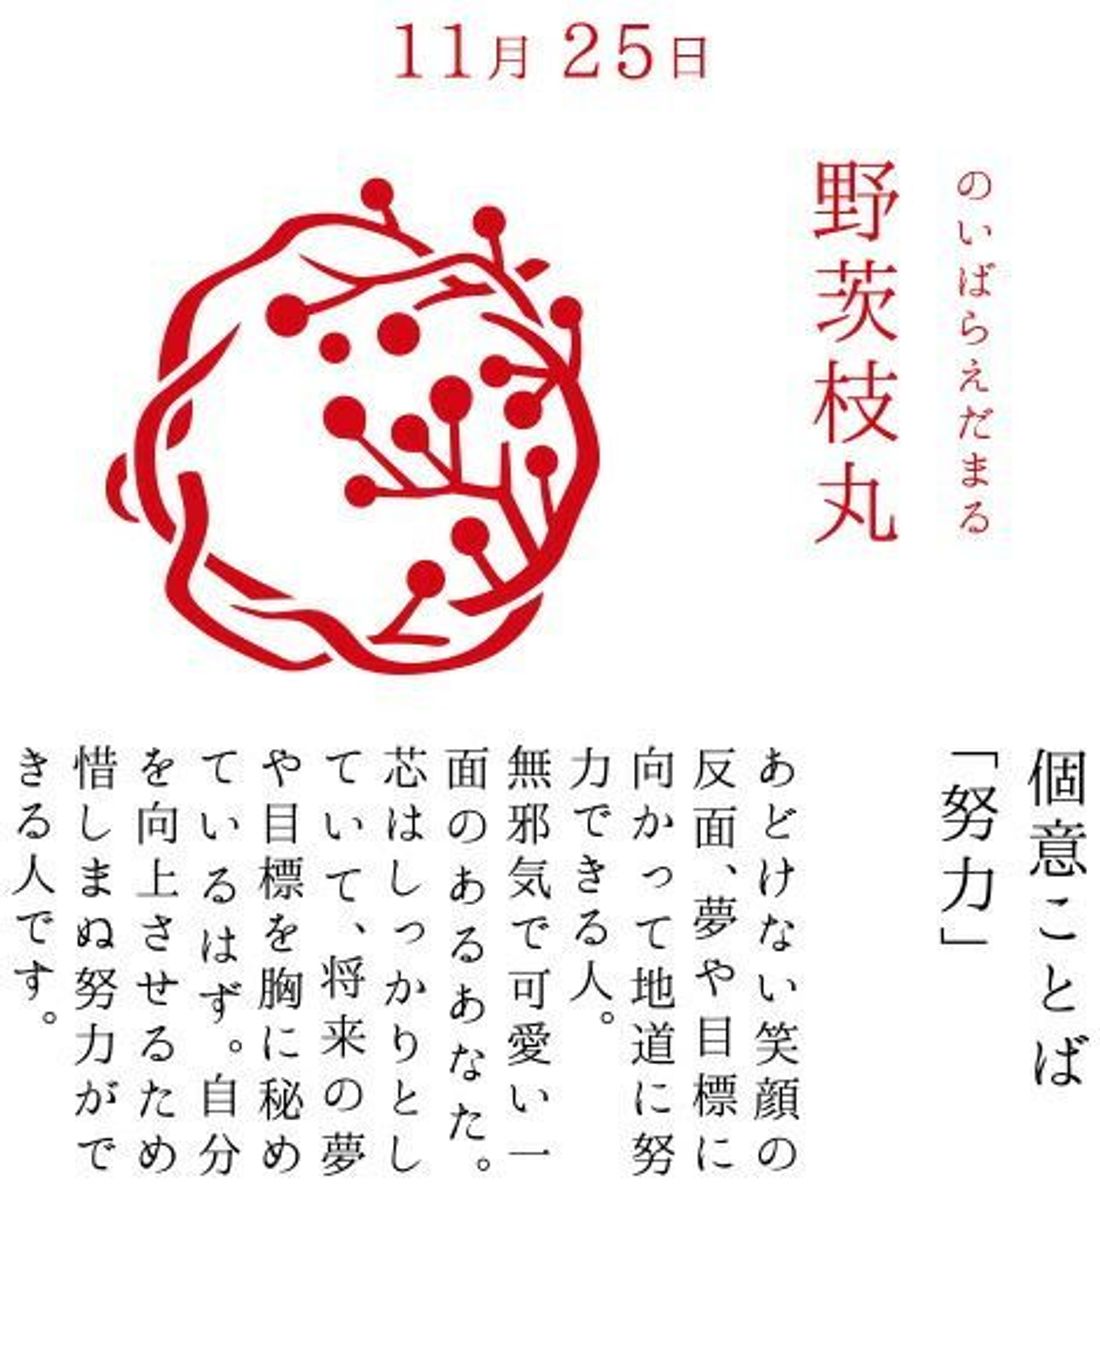 11月25日
のいばらえだまる
野茨枝丸
個意ことば
「努力」
あどけない笑顔の
反面、夢や目標に
向かって地道に努
力できる人。
無邪気で可愛い一
面のあるあなた。
芯はしっかりとし
ていて、将来の夢
や目標を胸に秘め
ているはず。自分
を向上させるため
惜しまぬ努力がで
きる人です。